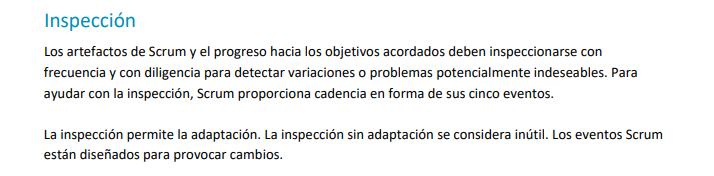 Inspección
Los artefactos de Scrum y el progreso hacia los objetivos acordados deben inspeccionarse con
frecuencia y con diligencia para detectar variaciones o problemas potencialmente indeseables. Para
ayudar con la inspección, Scrum proporciona cadencia en forma de sus cinco eventos.
La inspección permite la adaptación. La inspección sin adaptación se considera inútil. Los eventos Scrum
están diseñados para provocar cambios.